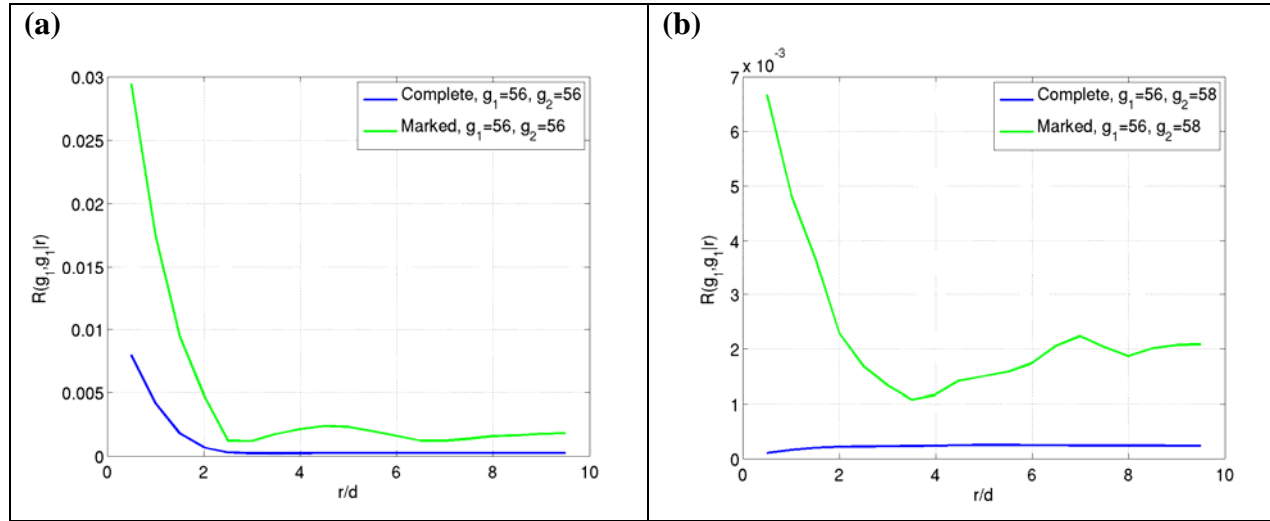 (a)
0.03
0.025
0.02
0.015
0.01
0.005
0
0 2 4 6 8 10
R(g₁,g₁|r)
r/d
Complete, g₁=56, g₂=56
Marked, g₁=56, g₂=56
(b)
7 x 10⁻³
6
5
4
3
2
1
0
0 2 4 6 8 10
R(g₁,g₁|r)
r/d
Complete, g₁=56, g₂=58
Marked, g₁=56, g₂=58